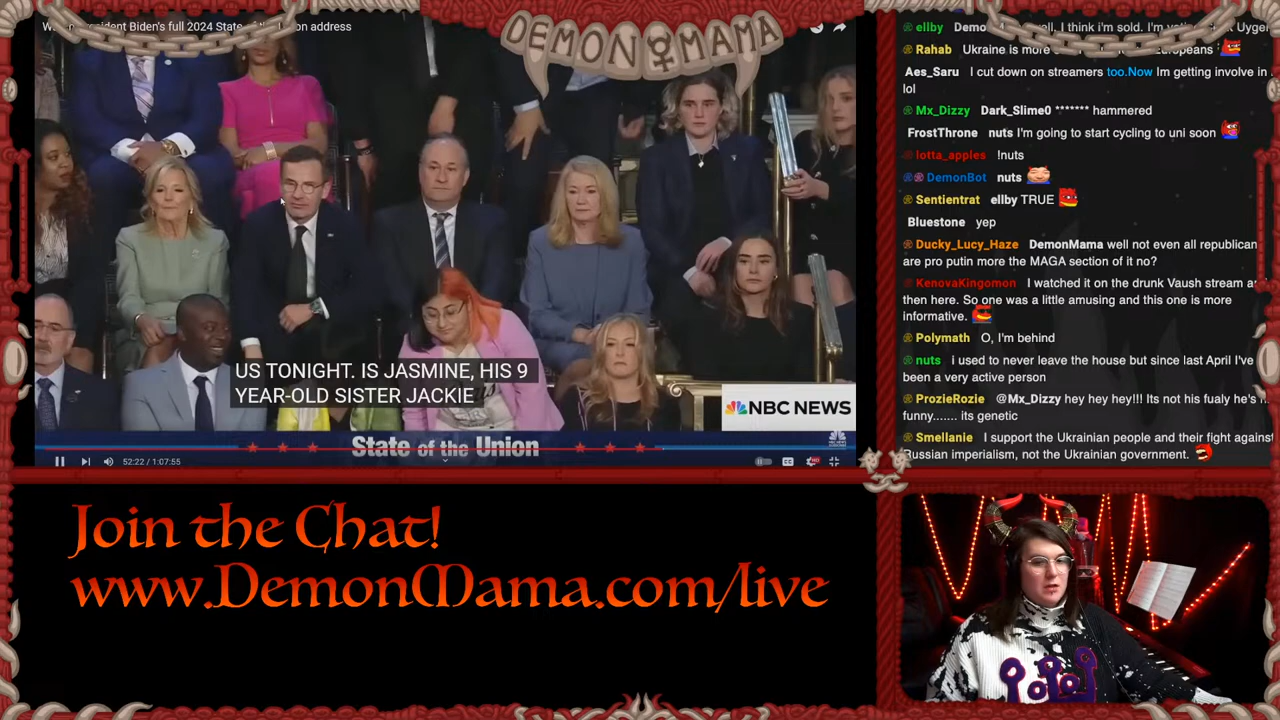 ent Biden's full 2024 State
on address
DEMON MAMA
US TONIGHT. IS JASMINE, HIS 9
YEAR-OLD SISTER JACKIE
NBC NEWS
State of the Union
52:22 / 1:07:55
Join the Chat!
www.DemonMama.com/live
ellby
Rahab Ukraine is more
Aes_Saru I cut down on streamers too.Now Im getting involve in
lol
Mx_Dizzy Dark_Slime0 ******* hammered
FrostThrone nuts I'm going to start cycling to uni soon
lotta_apples !nuts
DemonBot nuts
Sentientrat ellby TRUE
Bluestone yep
Ducky_Lucy_Haze DemonMama well not even all republican
are pro putin more the MAGA section of it no?
KenovaKingomon I watched it on the drunk Vaush stream
then here. So one was a little amusing and this one is more
informative.
Polymath O, I'm behind
nuts i used to never leave the house but since last April I've
been a very active person
ProzieRozie @Mx_Dizzy hey hey hey!!! Its not his fualy he's
funny....... its genetic
Smellanie I support the Ukrainian people and their fight against
Russian imperialism, not the Ukrainian government.